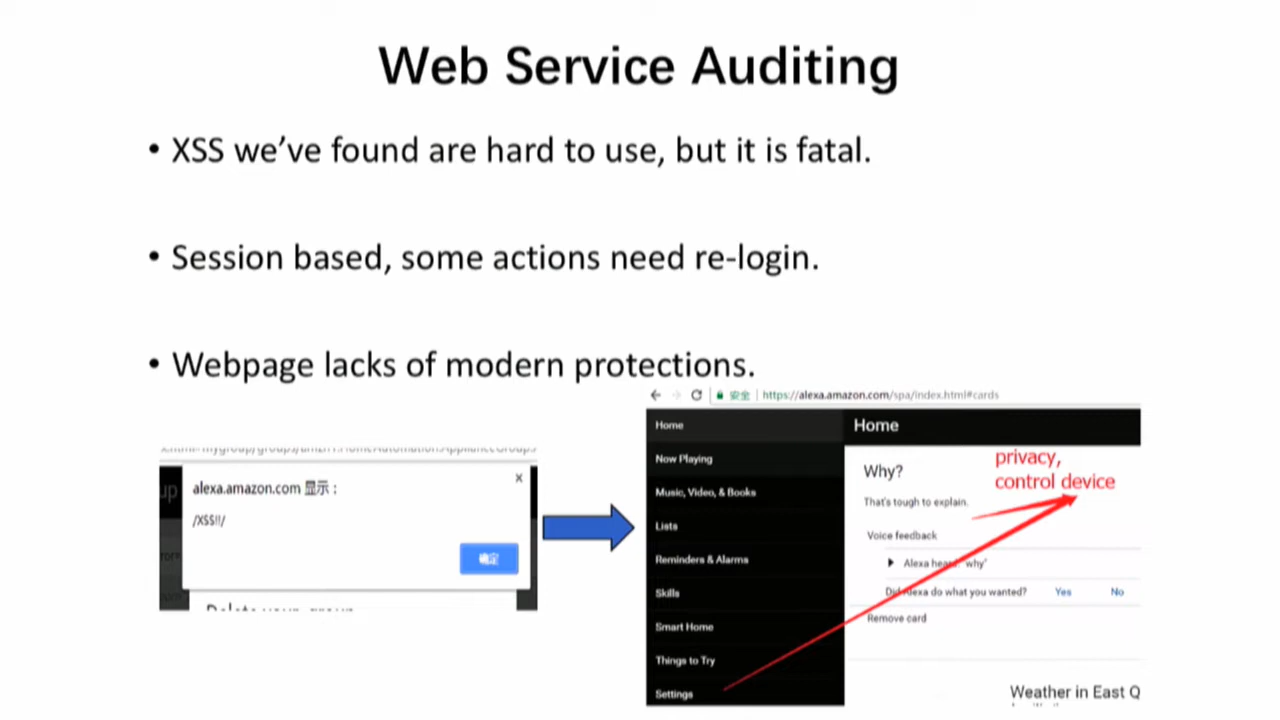 Web Service Auditing
• XSS we’ve found are hard to use, but it is fatal.
• Session based, some actions need re-login.
• Webpage lacks of modern protections.
alexa.amazon.com 显示：
/XSS!!/
确定
Delete your group
安全 https://alexa.amazon.com/spa/index.html#cards
Home
Now Playing
Music, Video, & Books
Lists
Reminders & Alarms
Skills
Smart Home
Things to Try
Settings
Home
privacy,
control device
Why?
That's tough to explain.
Voice feedback
Alexa heard: "why"
Did Alexa do what you wanted? Yes No
Remove card
Weather in East Q